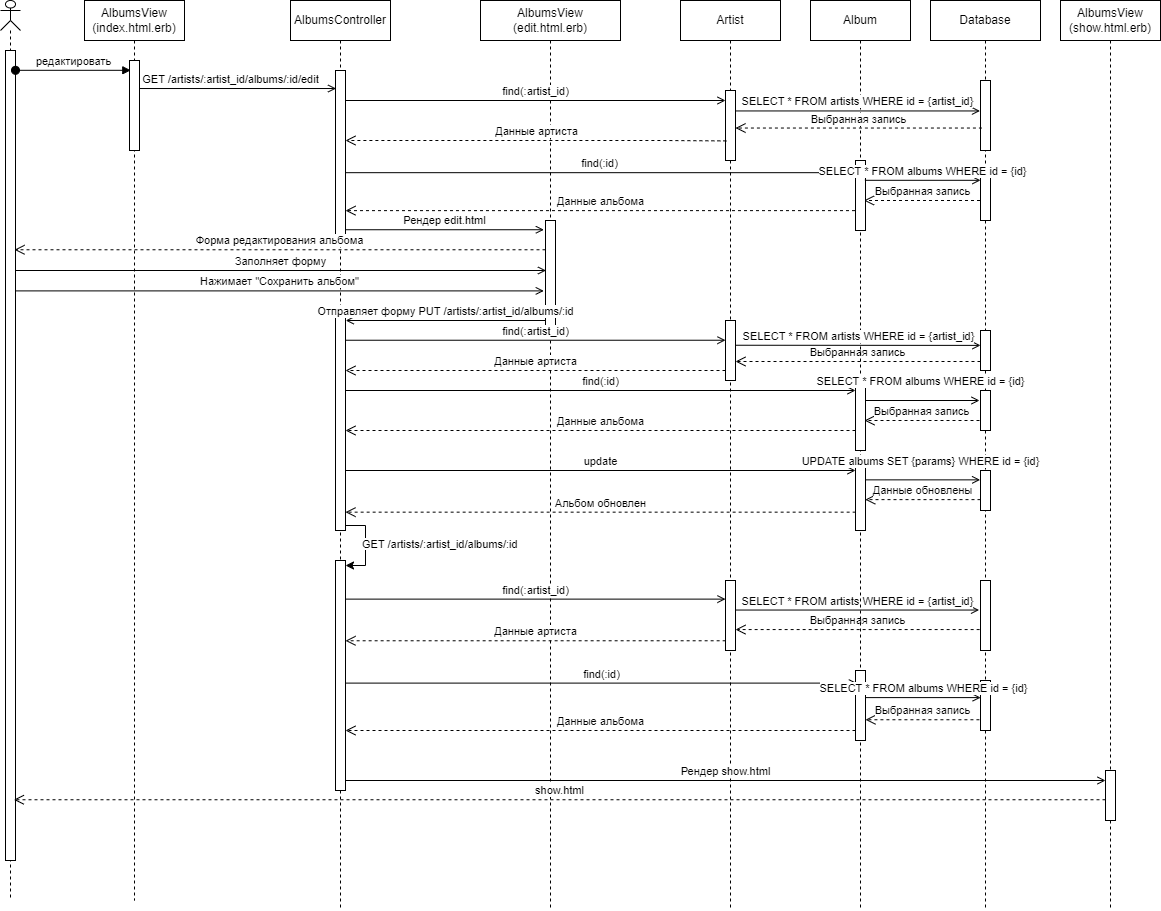 AlbumsView
(index.html.erb)
AlbumsController
AlbumsView
(edit.html.erb)
Artist
Album
Database
AlbumsView
(show.html.erb)
редактировать
GET /artists/:artist_id/albums/:id/edit
find(:artist_id)
SELECT * FROM artists WHERE id = {artist_id}
Выбранная запись
Данные артиста
find(:id)
SELECT * FROM albums WHERE id = {id}
Выбранная запись
Данные альбома
Рендер edit.html
Форма редактирования альбома
Заполняет форму
Нажимает "Сохранить альбом"
Отправляет форму PUT /artists/:artist_id/albums/:id
find(:artist_id)
SELECT * FROM artists WHERE id = {artist_id}
Выбранная запись
Данные артиста
find(:id)
SELECT * FROM albums WHERE id = {id}
Выбранная запись
Данные альбома
update
UPDATE albums SET {params} WHERE id = {id}
Данные обновлены
Альбом обновлен
GET /artists/:artist_id/albums/:id
find(:artist_id)
SELECT * FROM artists WHERE id = {artist_id}
Выбранная запись
Данные артиста
find(:id)
SELECT * FROM albums WHERE id = {id}
Выбранная запись
Данные альбома
Рендер show.html
show.html